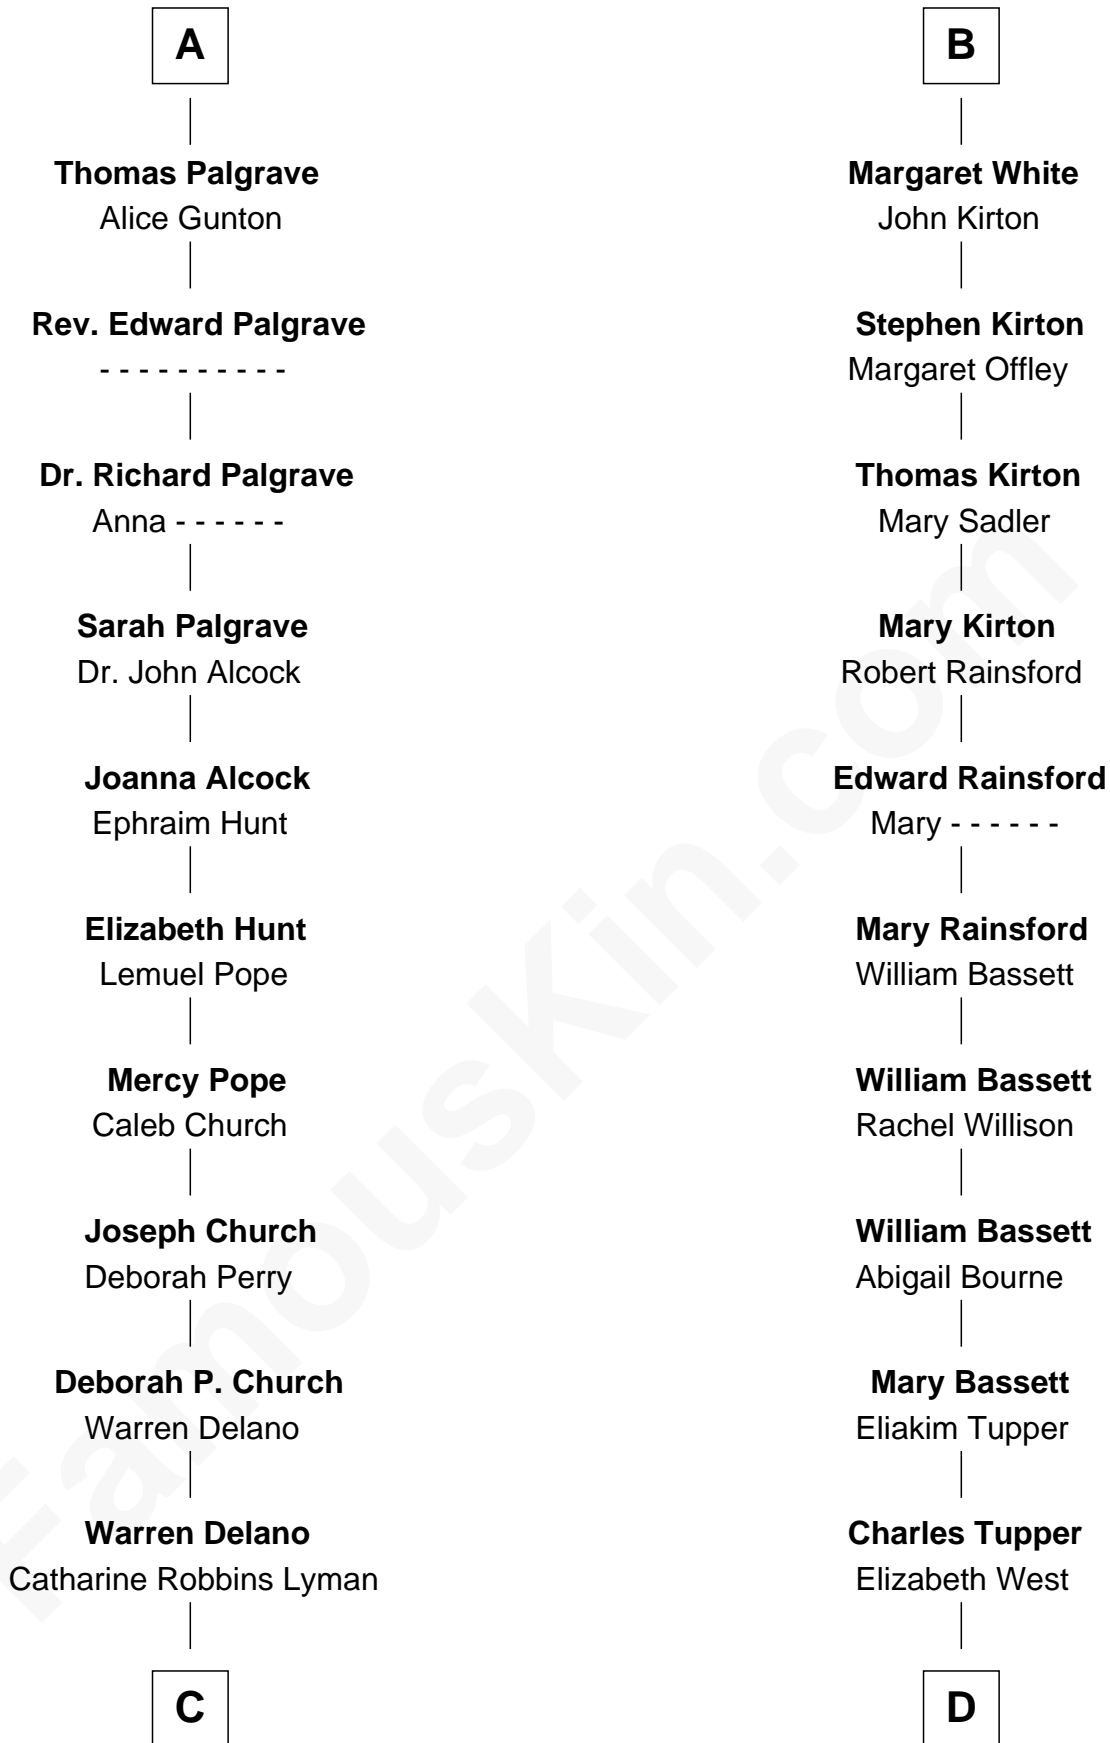 A
Thomas Palgrave
Alice Gunton
Rev. Edward Palgrave
- - - - - - - - - -
Dr. Richard Palgrave
Anna - - - - - -
Sarah Palgrave
Dr. John Alcock
Joanna Alcock
Ephraim Hunt
Elizabeth Hunt
Lemuel Pope
Mercy Pope
Caleb Church
Joseph Church
Deborah Perry
Deborah P. Church
Warren Delano
Warren Delano
Catharine Robbins Lyman
C
B
Margaret White
John Kirton
Stephen Kirton
Margaret Offley
Thomas Kirton
Mary Sadler
Mary Kirton
Robert Rainsford
Edward Rainsford
Mary - - - - - -
Mary Rainsford
William Bassett
William Bassett
Rachel Willison
William Bassett
Abigail Bourne
Mary Bassett
Eliakim Tupper
Charles Tupper
Elizabeth West
D
FamousKin.com